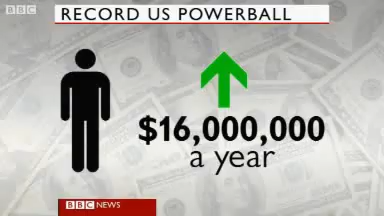 BBC
RECORD US POWERBALL
$16,000,000
a year
BBC NEWS